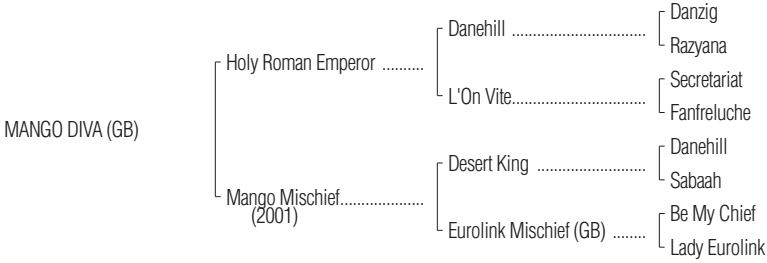 Danzig
Danehill ..............................
Razyana
Holy Roman Emperor ..........
Secretariat
L'On Vite..............................
Fanfreluche
MANGO DIVA (GB)
Danehill
Desert King ........................
Sabaah
Mango Mischief....................
(2001)
Be My Chief
Eurolink Mischief (GB) ........
Lady Eurolink